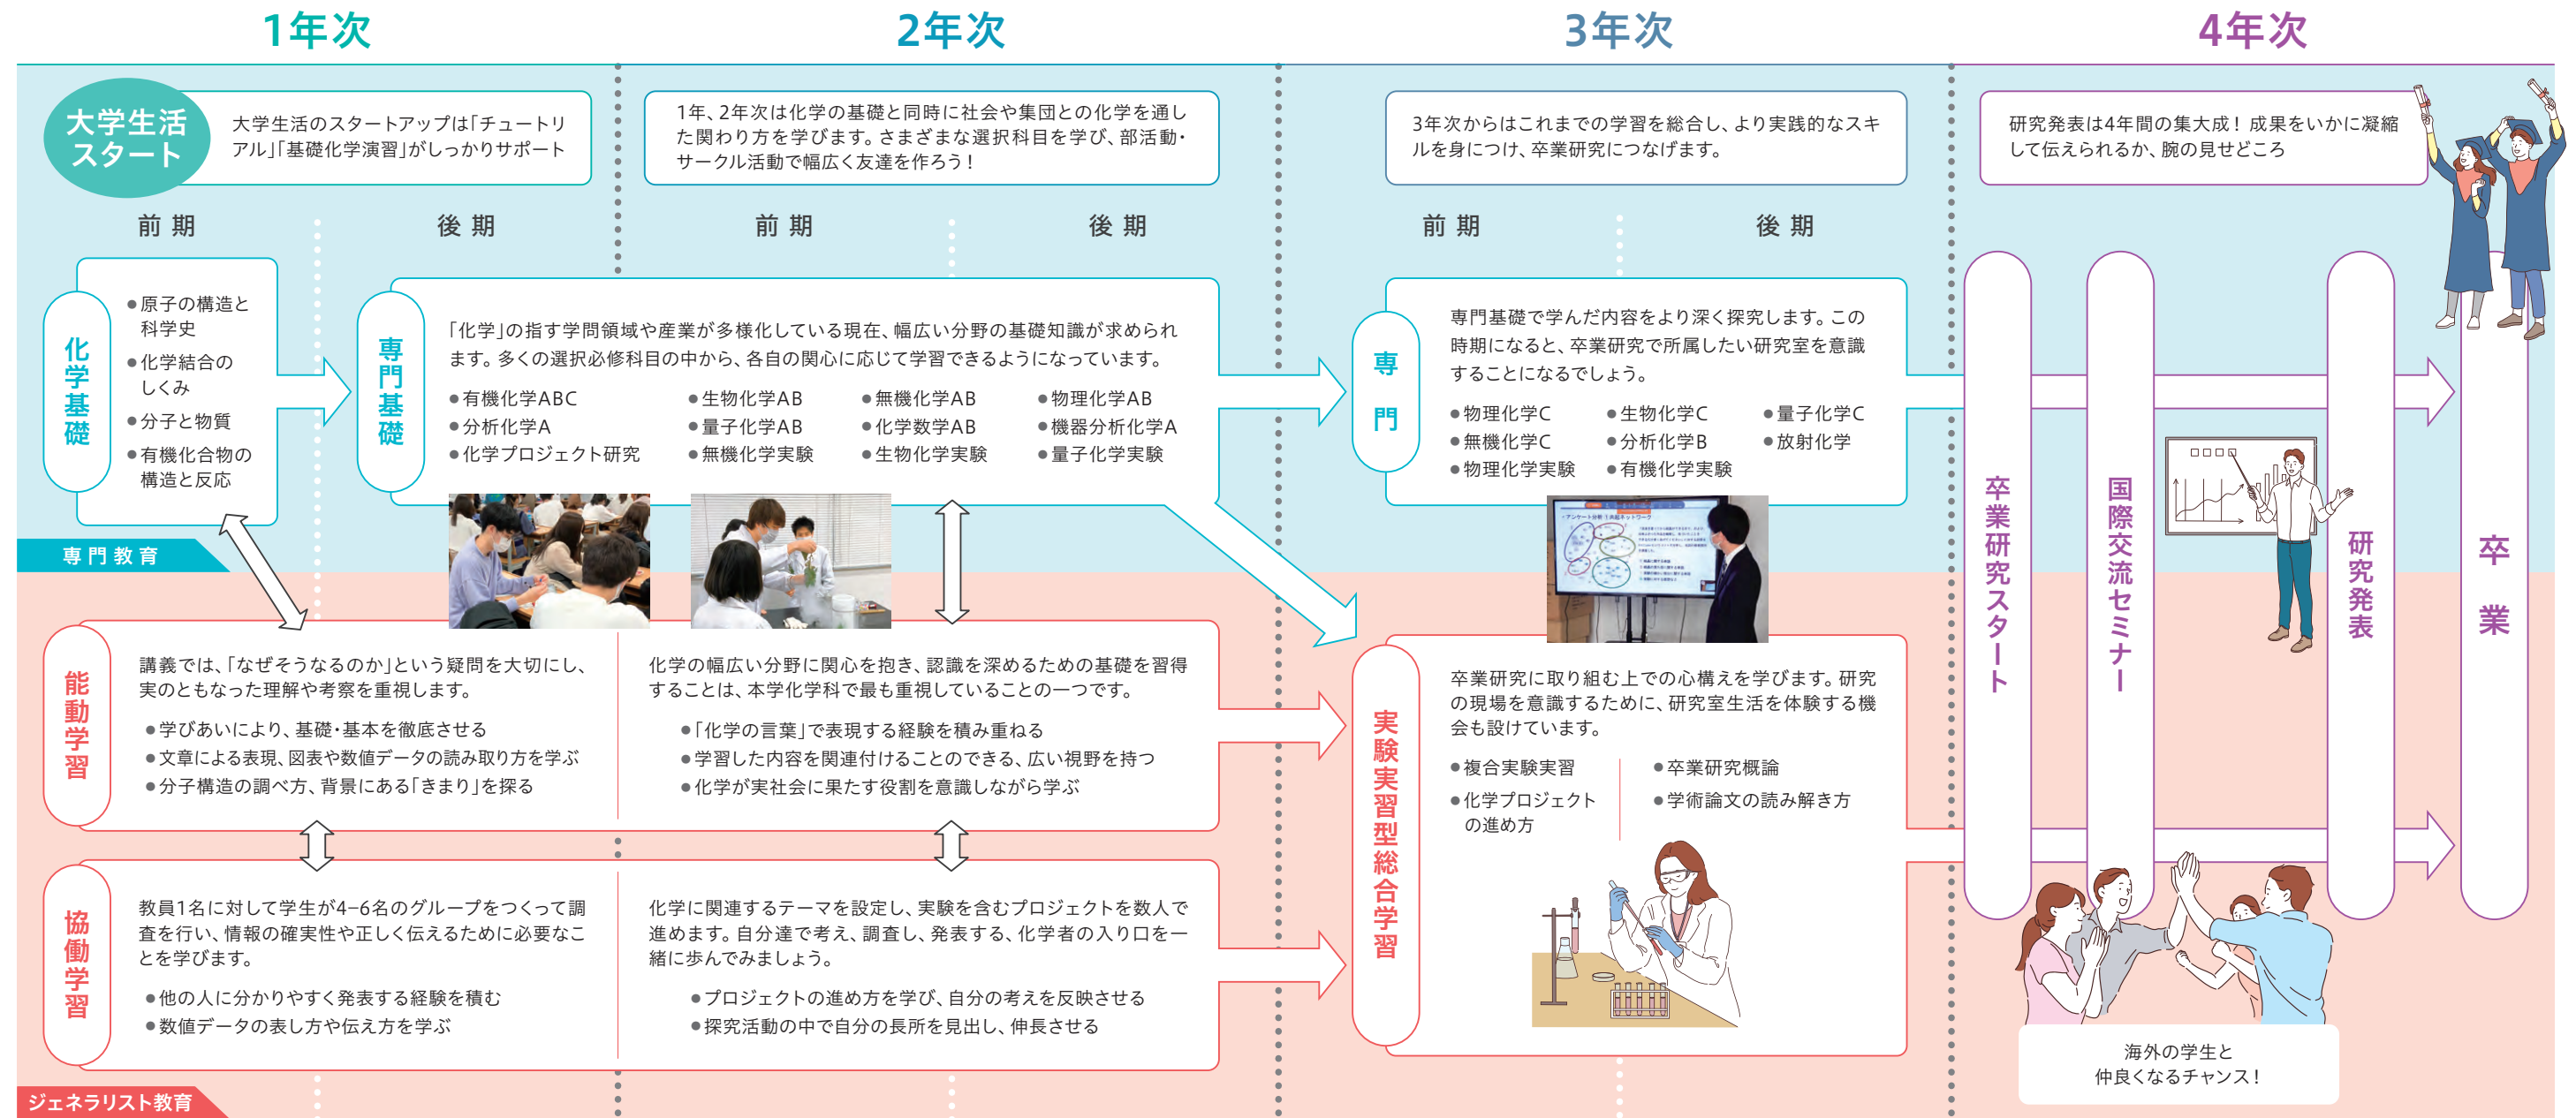 1年次
2年次
3年次
4年次
大学生活
スタート
大学生活のスタートアップは「チュートリ
アル」「基礎化学演習」がしっかりサポート
1年、2年次は化学の基礎と同時に社会や集団との化学を通し
た関わり方を学びます。さまざまな選択科目を学び、部活動・
サークル活動で幅広く友達を作ろう！
3年次からはこれまでの学習を総合し、より実践的なスキ
ルを身につけ、卒業研究につなげます。
研究発表は4年間の集大成！成果をいかに凝縮
して伝えられるか、腕の見せどころ
前期
後期
前期
後期
前期
後期
化学基礎
●原子の構造と
科学史
●化学結合の
しくみ
●分子と物質
●有機化合物の
構造と反応
専門基礎
「化学」の指す学問領域や産業が多様化している現在、幅広い分野の基礎知識が求められ
ます。多くの選択必修科目の中から、各自の関心に応じて学習できるようになっています。
●有機化学ABC
●生物化学AB
●無機化学AB
●物理化学AB
●分析化学A
●量子化学AB
●化学数学AB
●機器分析化学A
●化学プロジェクト研究
●無機化学実験
●生物化学実験
●量子化学実験
専門
専門基礎で学んだ内容をより深く探究します。この
時期になると、卒業研究で所属したい研究室を意識
することになるでしょう。
●物理化学C
●生物化学C
●量子化学C
●無機化学C
●分析化学B
●放射化学
●物理化学実験
●有機化学実験
専門教育
能動学習
講義では、「なぜそうなるのか」という疑問を大切にし、
実のともなった理解や考察を重視します。
●学びあいにより、基礎・基本を徹底させる
●文章による表現、図表や数値データの読み取り方を学ぶ
●分子構造の調べ方、背景にある「きまり」を探る
化学の幅広い分野に関心を抱き、認識を深めるための基礎を習得
することは、本学化学科で最も重視していることの一つです。
●「化学の言葉」で表現する経験を積み重ねる
●学習した内容を関連付けることのできる、広い視野を持つ
●化学が実社会に果たす役割を意識しながら学ぶ
協働学習
教員1名に対して学生が4−6名のグループをつくって調
査を行い、情報の確実性や正しく伝えるために必要なこ
とを学びます。
●他の人に分かりやすく発表する経験を積む
●数値データの表し方や伝え方を学ぶ
化学に関連するテーマを設定し、実験を含むプロジェクトを数人で
進めます。自分達で考え、調査し、発表する、化学者の入り口を一
緒に歩んでみましょう。
●プロジェクトの進め方を学び、自分の考えを反映させる
●探究活動の中で自分の長所を見出し、伸長させる
実験実習型総合学習
卒業研究に取り組む上での心構えを学びます。研究
の現場を意識するために、研究室生活を体験する機
会も設けています。
●複合実験実習
●化学プロジェクト
の進め方
●卒業研究概論
●学術論文の読み解き方
卒業研究スタート
国際交流セミナー
研究発表
卒業
海外の学生と
仲良くなるチャンス！
ジェネラリスト教育